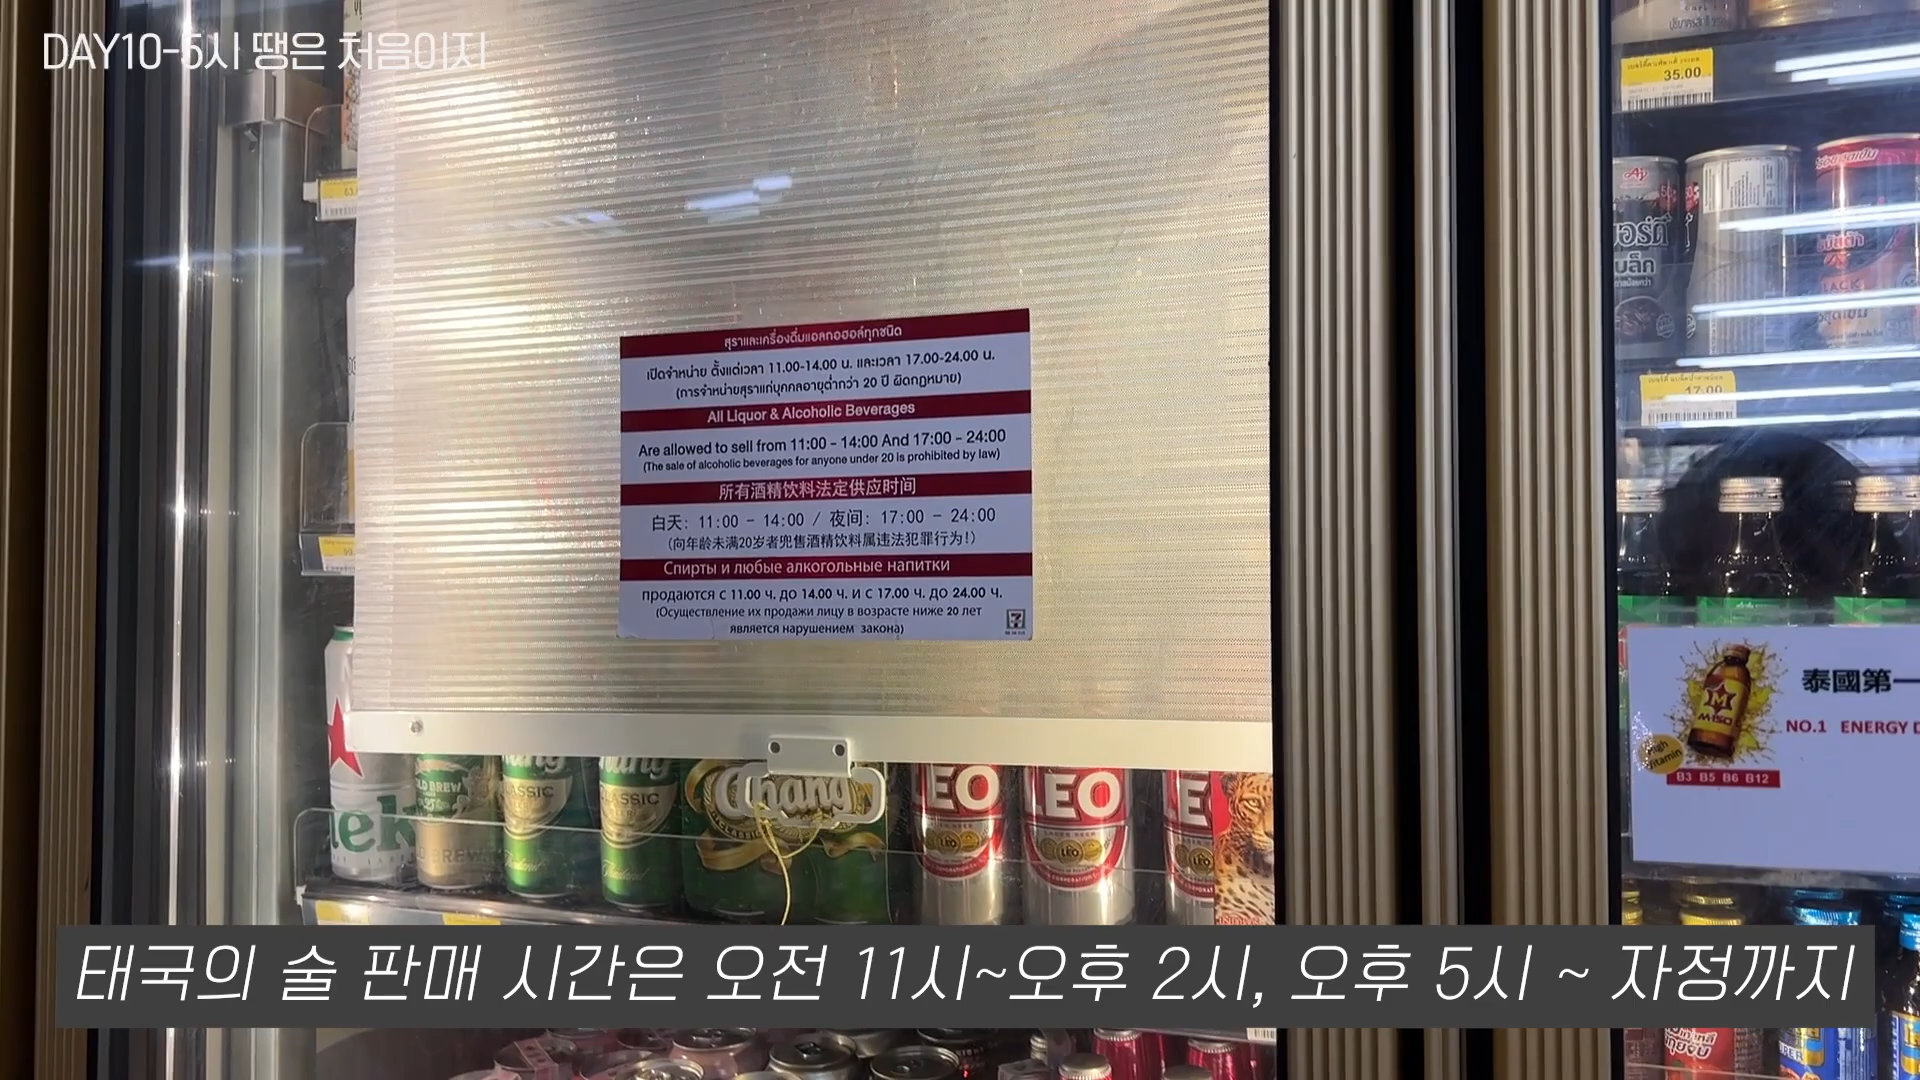 DAY10-5시 땡은 처음이지
35.00
17.00
สุราและเครื่องดื่มแอลกอฮอล์ทุกชนิด
เปิดจำหน่าย ตั้งแต่เวลา 11.00-14.00 น. และเวลา 17.00-24.00 น.
(การจำหน่ายสุราแก่บุคคลอายุต่ำกว่า 20 ปี ผิดกฎหมาย)
All Liquor & Alcoholic Beverages
Are allowed to sell from 11:00 - 14:00 And 17:00 - 24:00
(The sale of alcoholic beverages for anyone under 20 is prohibited by law)
所有酒精饮料法定供应时间
白天: 11:00 - 14:00 / 夜间: 17:00 - 24:00
(向年龄未满20岁者兜售酒精饮料属违法犯罪行为!)
Спирты и любые алкогольные напитки
продаются с 11.00 ч. до 14.00 ч. и с 17.00 ч. до 24.00 ч.
(Осуществление их продажи лицу в возрасте ниже 20 лет
является нарушением закона)
泰國第一
NO.1 ENERGY
M-150
High
Vitamin
B3 B5 B6 B12
COLD BREW
CLASSIC
CLASSIC
Chang
LEO
LEO
LEO
태국의 술 판매 시간은 오전 11시~오후 2시, 오후 5시 ~ 자정까지